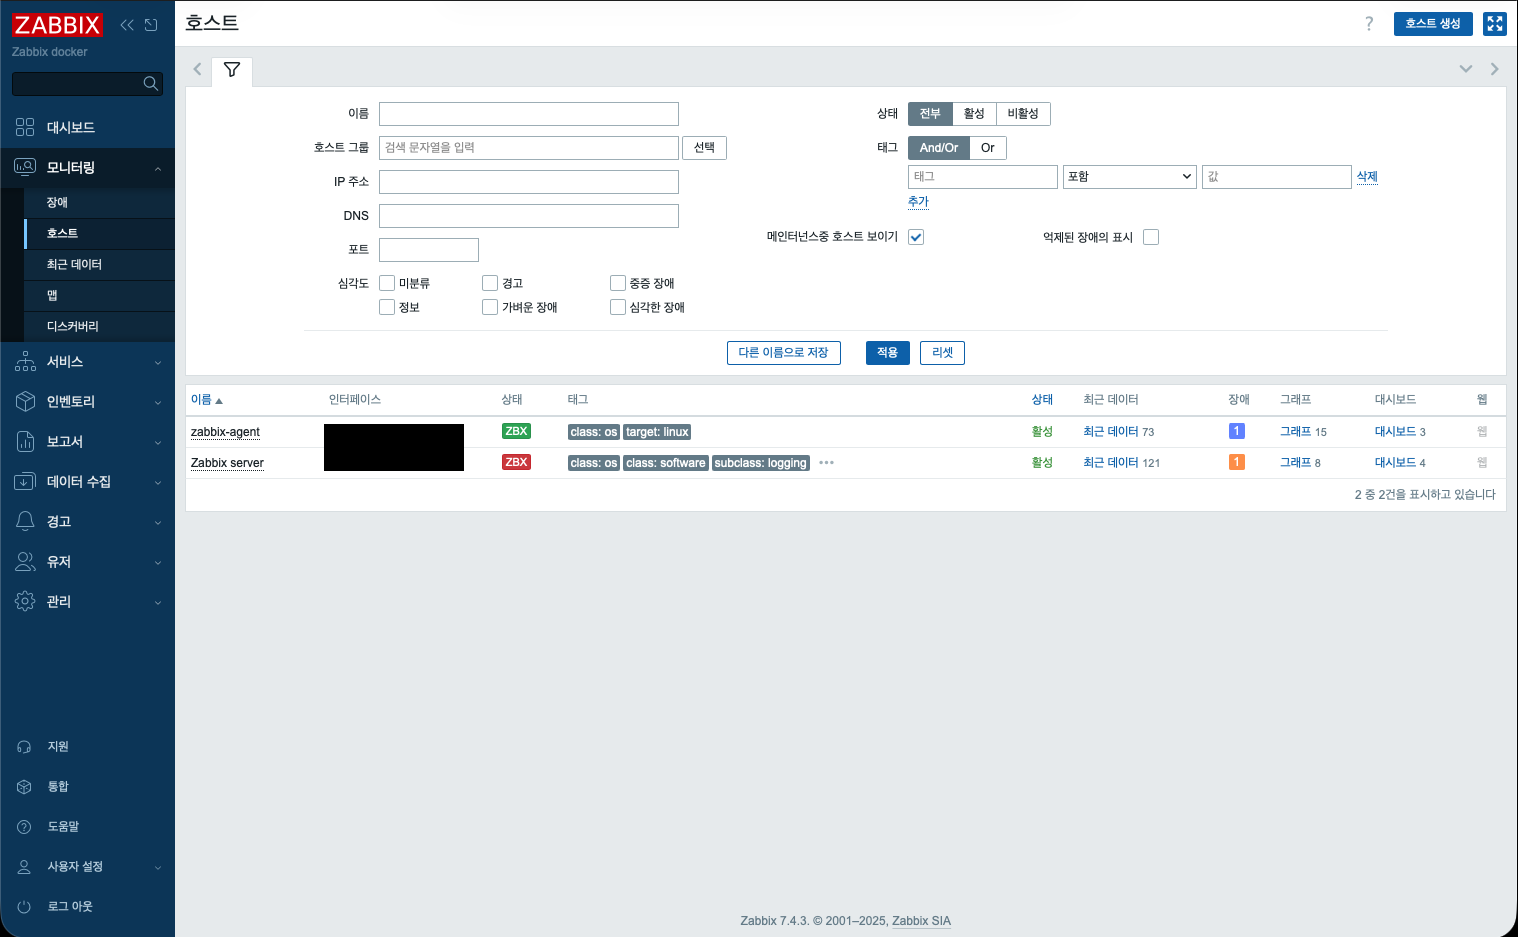 ZABBIX
Zabbix docker
대시보드
모니터링
장애
호스트
최근 데이터
맵
디스커버리
서비스
인벤토리
보고서
데이터 수집
경고
유저
관리
지원
통합
도움말
사용자 설정
로그 아웃
호스트
?
호스트 생성
이름
호스트 그룹 검색 문자열을 입력 선택
IP 주소
DNS
포트
심각도 미분류 경고 중증 장애
정보 가벼운 장애 심각한 장애
상태 전부 활성 비활성
태그 And/Or Or
태그 포함 값 삭제
추가
메인터넌스중 호스트 보이기 억제된 장애의 표시
다른 이름으로 저장 적용 리셋
이름 인터페이스 상태 태그 상태 최근 데이터 장애 그래프 대시보드 웹
zabbix-agent ZBX class: os target: linux 활성 최근 데이터 73 1 그래프 15 대시보드 3 웹
Zabbix server ZBX class: os class: software subclass: logging 활성 최근 데이터 121 1 그래프 8 대시보드 4 웹
2 중 2건을 표시하고 있습니다
Zabbix 7.4.3. © 2001–2025, Zabbix SIA